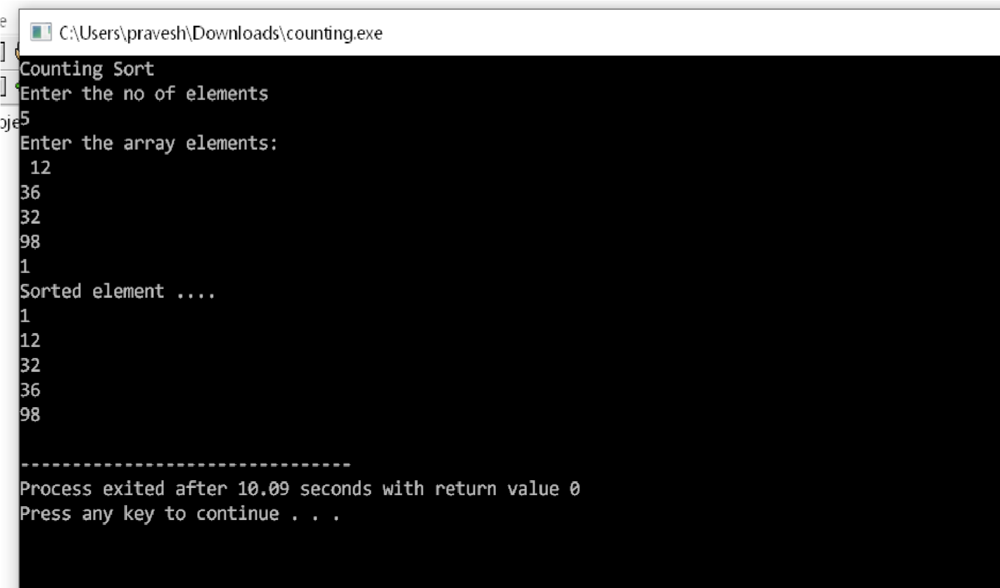 C:\Users\pravesh\Downloads\counting.exe
Counting Sort
Enter the no of elements
5
Enter the array elements:
12
36
32
98
1
Sorted element ....
1
12
32
36
98
--------------------------------
Process exited after 10.09 seconds with return value 0
Press any key to continue . . .